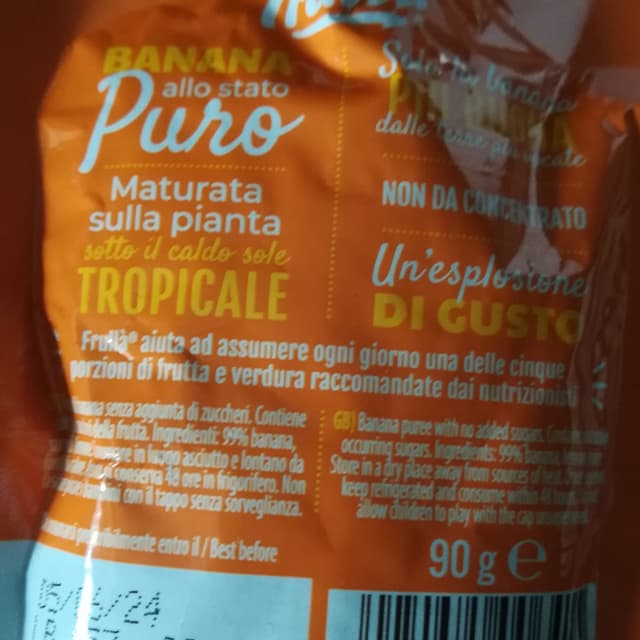 BANANA
allo stato
Puro
Maturata
sulla pianta
sotto il caldo sole
TROPICALE
Solo la banana
dalle terre
NON DA CONCENTRATO
Un'esplosione
DI GUSTO
Frullà® aiuta ad assumere ogni giorno una delle cinque
porzioni di frutta e verdura raccomandate dai nutrizionisti
senza aggiunta di zuccheri. Contiene
della frutta. Ingredienti: 99% banana,
in luogo asciutto e lontano da
48 ore in frigorifero. Non
con il tappo senza sorveglianza.
entro il / Best before
GB) Banana puree with no added sugars.
occurring sugars. Ingredients: 99%
Store in a dry place away from sources of
keep refrigerated and consume within 48
allow children to play with the cap
90 g e
/24